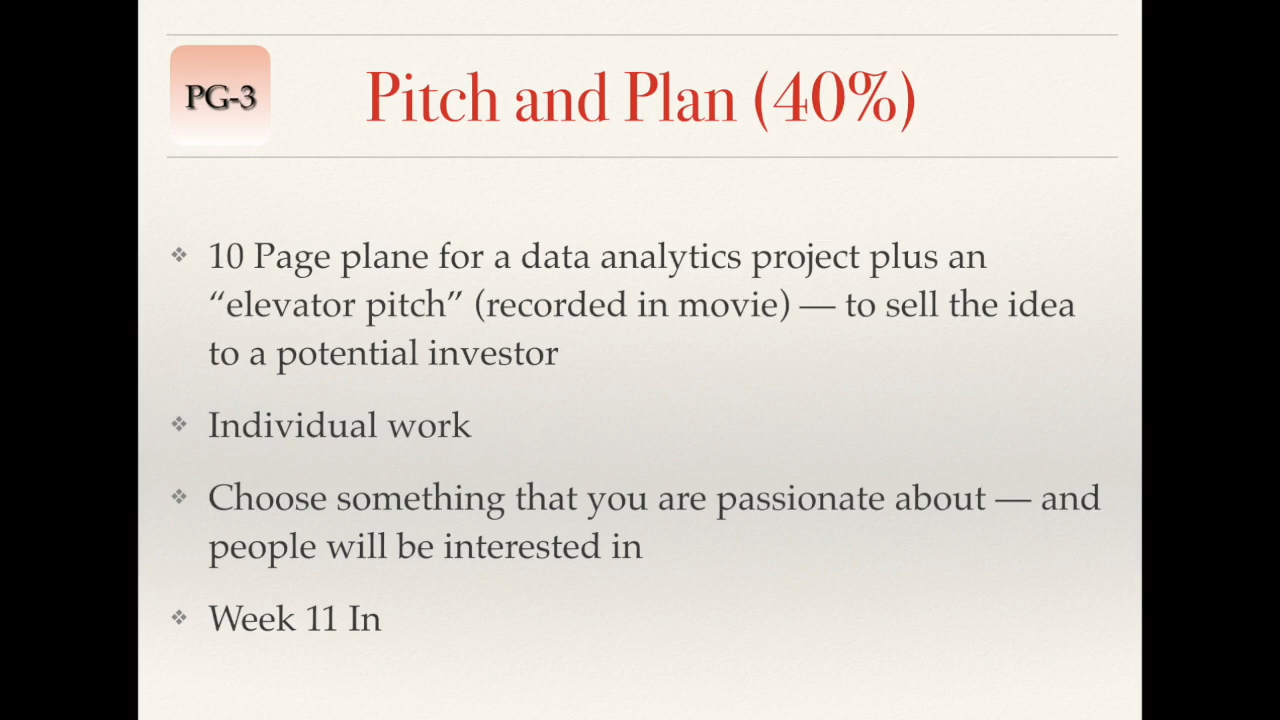 PG-3
Pitch and Plan (40%)
❖ 10 Page plane for a data analytics project plus an
“elevator pitch” (recorded in movie) — to sell the idea
to a potential investor
❖ Individual work
❖ Choose something that you are passionate about — and
people will be interested in
❖ Week 11 In